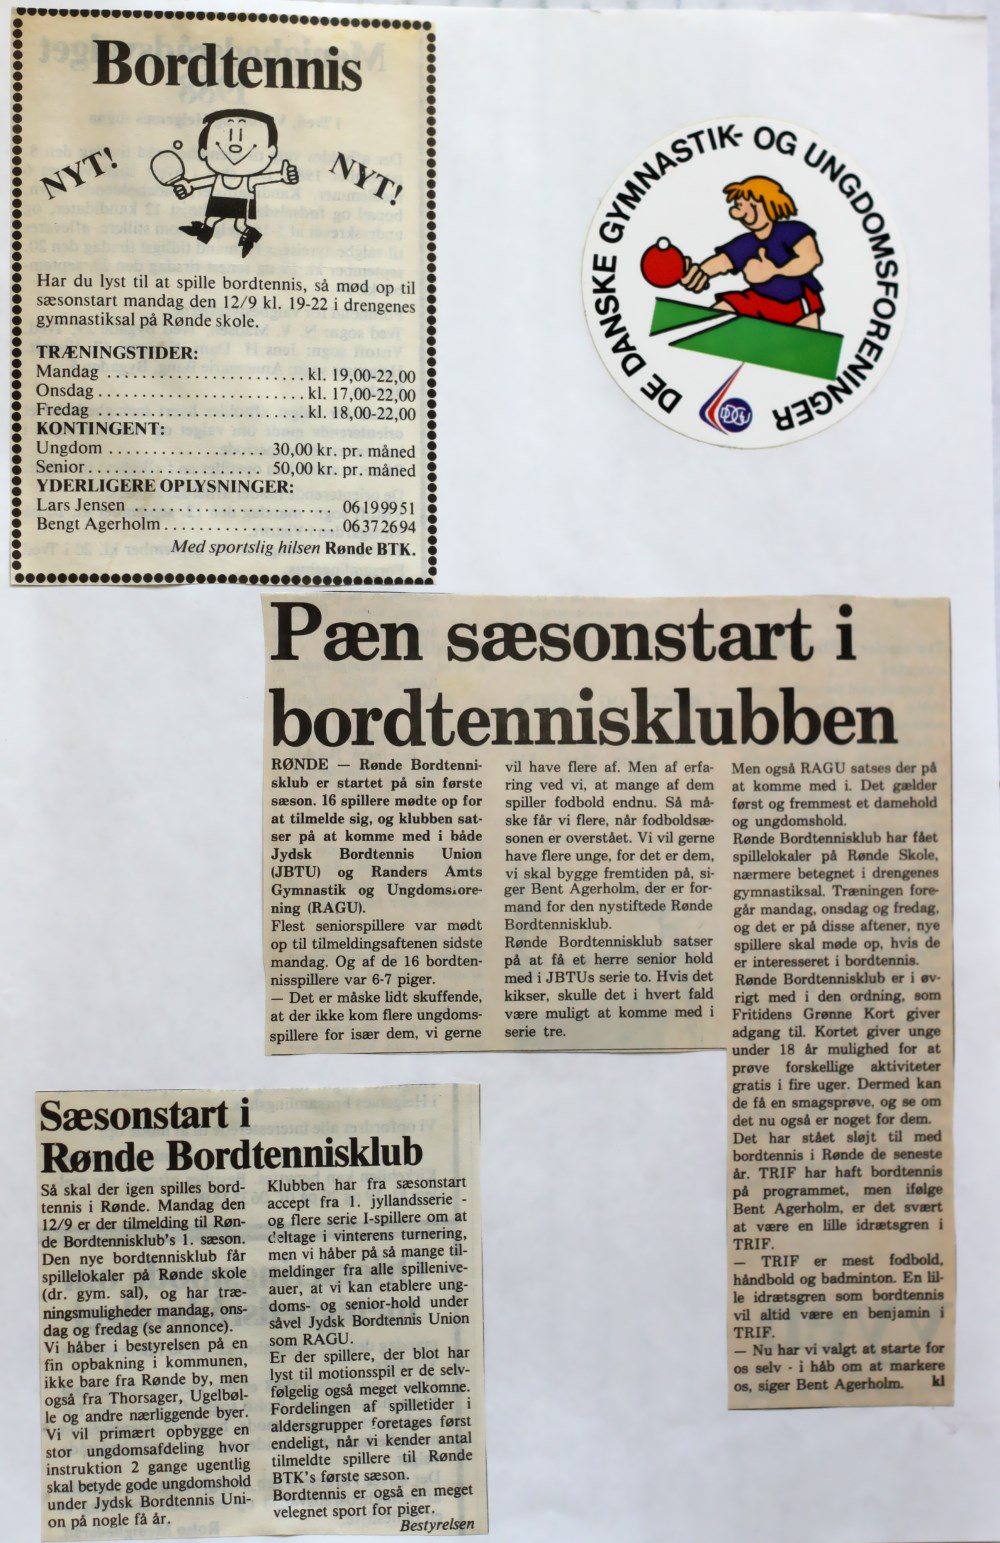 Bordtennis
NYT!
NYT!
Har du lyst til at spille bordtennis, så mød op til
sæsonstart mandag den 12/9 kl. 19-22 i drengenes
gymnastiksal på Rønde skole.
TRÆNINGSTIDER:
Mandag ........................ kl. 19,00-22,00
Onsdag ........................ kl. 17,00-22,00
Fredag ........................ kl. 18,00-22,00
KONTINGENT:
Ungdom .................. 30,00 kr. pr. måned
Senior .................... 50,00 kr. pr. måned
YDERLIGERE OPLYSNINGER:
Lars Jensen ....................... 06199951
Bengt Agerholm .................... 06372694
Med sportslig hilsen Rønde BTK.
DE DANSKE GYMNASTIK- OG UNGDOMSFORENINGER
DDGU
Pæn sæsonstart i
bordtennisklubben
RØNDE — Rønde Bordtenni-
sklub er startet på sin første
sæson. 16 spillere mødte op for
at tilmelde sig, og klubben sat-
ser på at komme med i både
Jydsk Bordtennis Union
(JBTU) og Randers Amts
Gymnastik og Ungdomsfore-
ning (RAGU).
Flest seniorspillere var mødt
op til tilmeldingsaftenen sidste
mandag. Og af de 16 bordten-
nisspillere var 6-7 piger.
— Det er måske lidt skuffende,
at der ikke kom flere ungdoms-
spillere for især dem, vi gerne
vil have flere af. Men af erfa-
ring ved vi, at mange af dem
spiller fodbold endnu. Så må-
ske får vi flere, når fodboldsæ-
sonen er overstået. Vi vil gerne
have flere unge, for det er dem,
vi skal bygge fremtiden på, si-
ger Bent Agerholm, der er for-
mand for den nystiftede Rønde
Bordtennisklub.
Rønde Bordtennisklub satser
på at få et herre senior hold
med i JBTUs serie to. Hvis det
kikser, skulle det i hvert fald
være muligt at komme med i
serie tre.
Men også RAGU satses der på
at komme med i. Det gælder
først og fremmest et damehold
og ungdomshold.
Rønde Bordtennisklub har fået
spillelokaler på Rønde Skole,
nærmere betegnet i drengenes
gymnastiksal. Træningen fore-
går mandag, onsdag og fredag,
og det er på disse aftener, nye
spillere skal møde op, hvis de
er interesseret i bordtennis.
Rønde Bordtennisklub er i øv-
rigt med i den ordning, som
Fritidens Grønne Kort giver
adgang til. Kortet giver unge
under 18 år mulighed for at
prøve forskellige aktiviteter
gratis i fire uger. Dermed kan
de få en smagsprøve, og se om
det nu også er noget for dem.
Det har stået sløjt til med
bordtennis i Rønde de seneste
år. TRIF har haft bordtennis
på programmet, men ifølge
Bent Agerholm, er det svært
at være en lille idrætsgren i
TRIF.
— TRIF er mest fodbold,
håndbold og badminton. En lil-
le idrætsgren som bordtennis
vil altid være en benjamin i
TRIF.
— Nu har vi valgt at starte for
os selv - i håb om at markere
os, siger Bent Agerholm. kl
Sæsonstart i
Rønde Bordtennisklub
Så skal der igen spilles bord-
tennis i Rønde. Mandag den
12/9 er der tilmelding til Røn-
de Bordtennisklub's 1. sæson.
Den nye bordtennisklub får
spillelokaler på Rønde skole
(dr. gym. sal), og har træ-
ningsmuligheder mandag, ons-
dag og fredag (se annonce).
Vi håber i bestyrelsen på en
fin opbakning i kommunen,
ikke bare fra Rønde by, men
også fra Thorsager, Ugelbøl-
le og andre nærliggende byer.
Vi vil primært opbygge en
stor ungdomsafdeling hvor
instruktion 2 gange ugentlig
skal betyde gode ungdomshold
under Jydsk Bordtennis Uni-
on på nogle få år.
Klubben har fra sæsonstart
accept fra 1. jyllandsserie -
og flere serie I-spillere om at
deltage i vinterens turnering,
men vi håber på så mange til-
meldinger fra alle spillenive-
auer, at vi kan etablere ung-
doms- og senior-hold under
såvel Jydsk Bordtennis Union
som RAGU.
Er der spillere, der blot har
lyst til motionsspil er de selv-
følgelig også meget velkomne.
Fordelingen af spilletider i
aldersgrupper foretages først
endeligt, når vi kender antal
tilmeldte spillere til Rønde
BTK's første sæson.
Bordtennis er også en meget
velegnet sport for piger.
Bestyrelsen